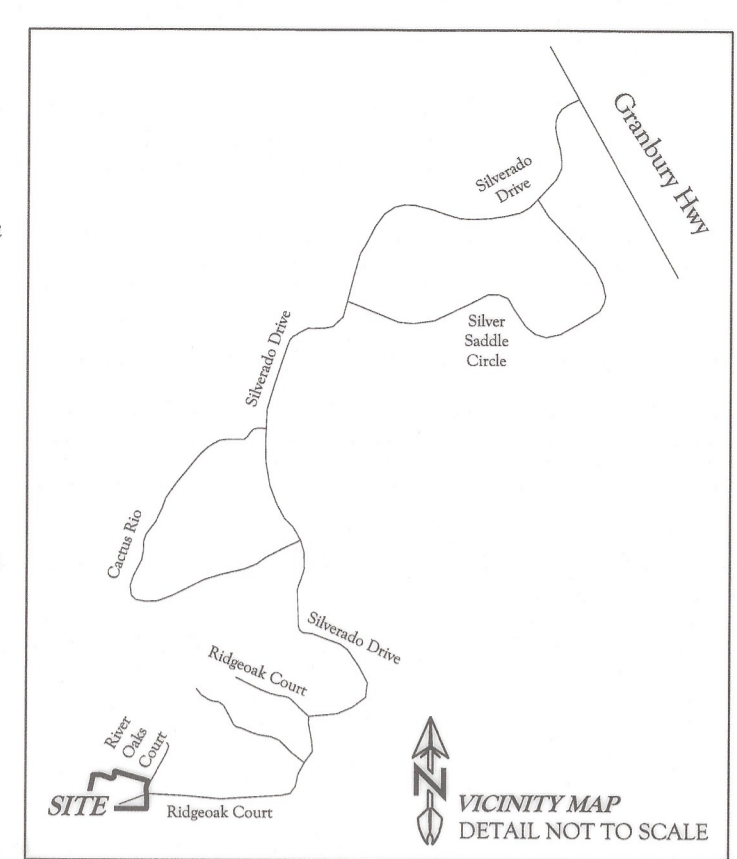 Granbury Hwy
Silverado
Drive
Silver
Saddle
Circle
Silverado Drive
Cactus Rio
Silverado Drive
Ridgeoak Court
River
Oaks
Court
SITE
Ridgeoak Court
N
VICINITY MAP
DETAIL NOT TO SCALE